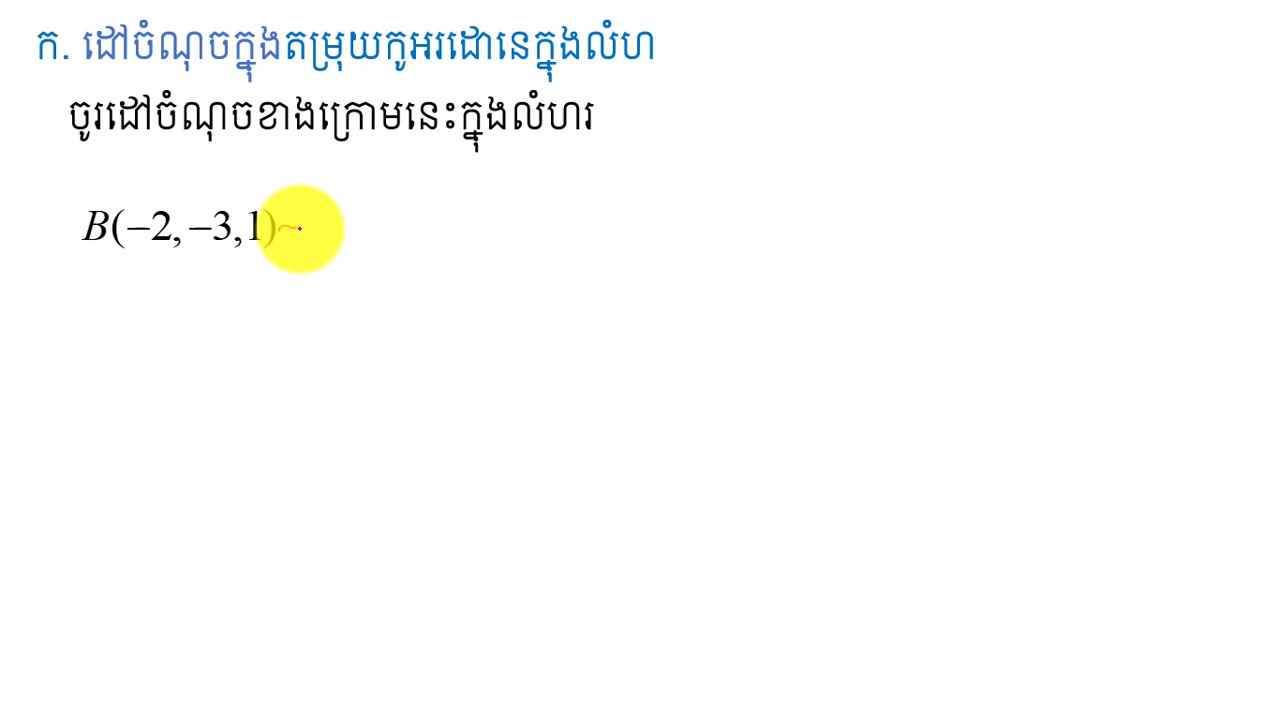 ក. ដៅចំណុចក្នុងតម្រុយកូអរដោនេក្នុងលំហ
ចូរដៅចំណុចខាងក្រោមនេះក្នុងលំហរ
B(−2, −3,1)